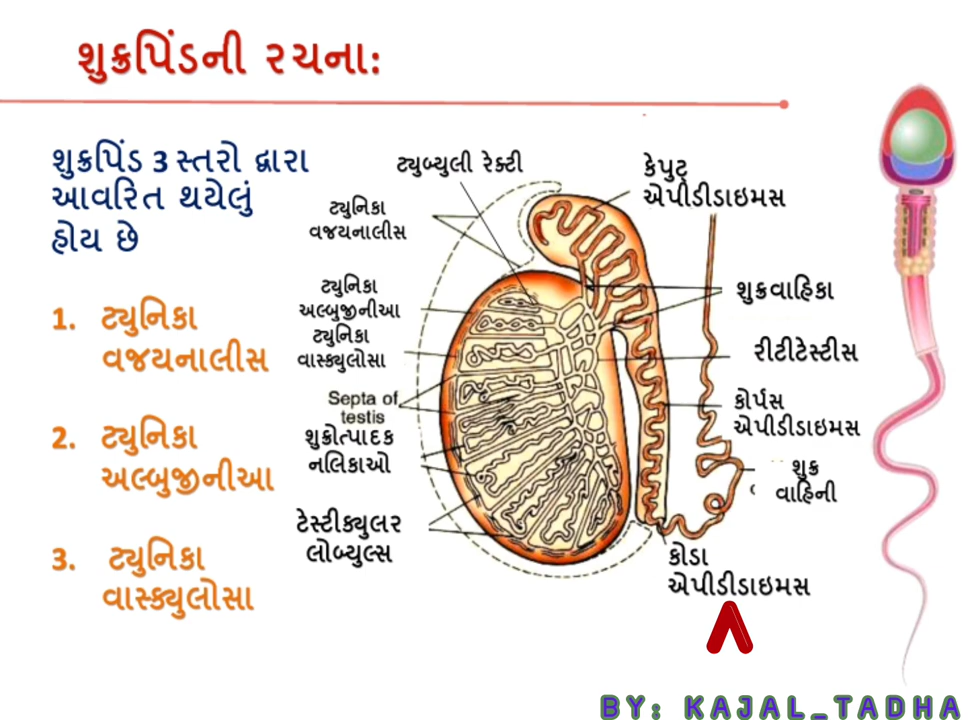 શુક્રપિંડની રચના:
શુક્રપિંડ 3 સ્તરો દ્વારા
આવરિત થયેલું
હોય છે
1. ટ્યુનિકા
વજયનાલીસ
2. ટ્યુનિકા
અલ્બુજીનીઆ
3. ટ્યુનિકા
વાસ્ક્યુલોસા
ટ્યુબ્યુલી રેક્ટી
ટ્યુનિકા
વજયનાલીસ
ટ્યુનિકા
અલ્બુજીનીઆ
ટ્યુનિકા
વાસ્ક્યુલોસા
Septa of
testis
શુક્રોત્પાદક
નલિકાઓ
ટેસ્ટીક્યુલર
લોબ્યુલ્સ
કેપુટ્
એપીડીડાઇમસ
શુક્રવાહિકા
રીટીટેસ્ટીસ
કોર્પસ
એપીડીડાઇમસ
શુક્ર
વાહિની
કોડા
એપીડીડાઇમસ
BY: KAJAL_TADHA